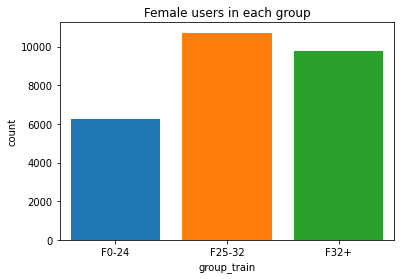 Female users in each group
count
10000
8000
6000
4000
2000
0
F0-24
F25-32
F32+
group_train